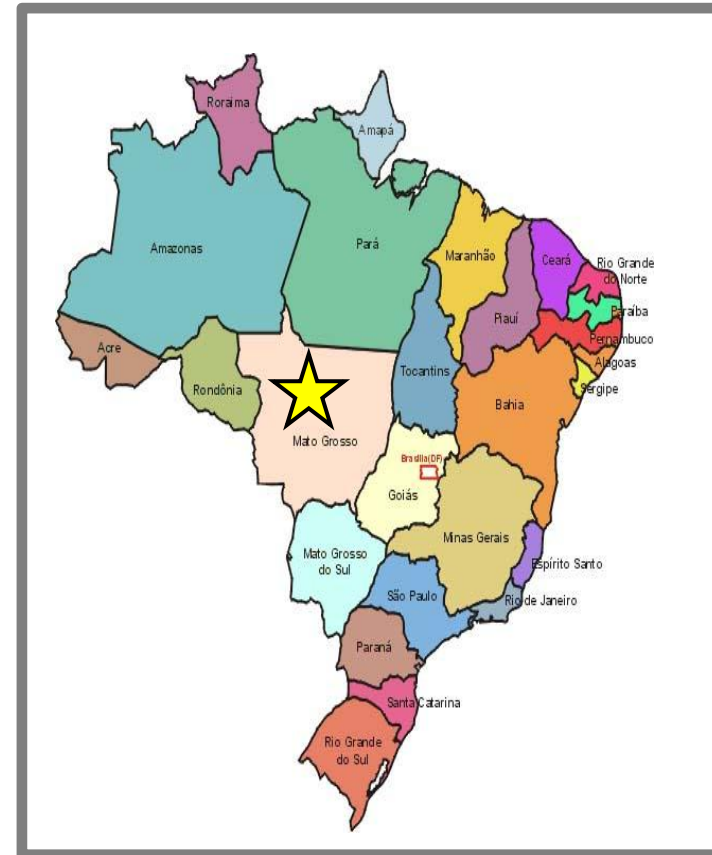 Roraima
Amapá
Amazonas
Pará
Maranhão
Ceará
Rio Grande
do Norte
Paraíba
Piauí
Pernambuco
Alagoas
Sergipe
Acre
Rondônia
Tocantins
Bahia
Mato Grosso
Brasília(DF)
Goiás
Minas Gerais
Mato Grosso
do Sul
Espírito Santo
São Paulo
Rio de Janeiro
Paraná
Santa Catarina
Rio Grande
do Sul